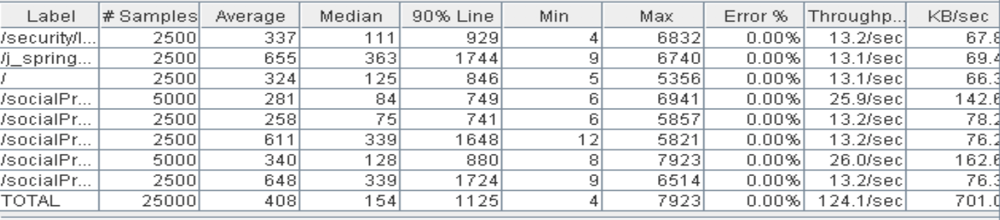 Label # Samples Average Median 90% Line Min Max Error % Throughp... KB/sec
/security/l... 2500 337 111 929 4 6832 0.00% 13.2/sec 67.8
/j_spring... 2500 655 363 1744 9 6740 0.00% 13.1/sec 69.4
/ 2500 324 125 846 5 5356 0.00% 13.1/sec 66.3
/socialPr... 5000 281 84 749 6 6941 0.00% 25.9/sec 142.6
/socialPr... 2500 258 75 741 6 5857 0.00% 13.2/sec 78.2
/socialPr... 2500 611 339 1648 12 5821 0.00% 13.2/sec 76.2
/socialPr... 5000 340 128 880 8 7923 0.00% 26.0/sec 162.6
/socialPr... 2500 648 339 1724 9 6514 0.00% 13.2/sec 76.3
TOTAL 25000 408 154 1125 4 7923 0.00% 124.1/sec 701.0